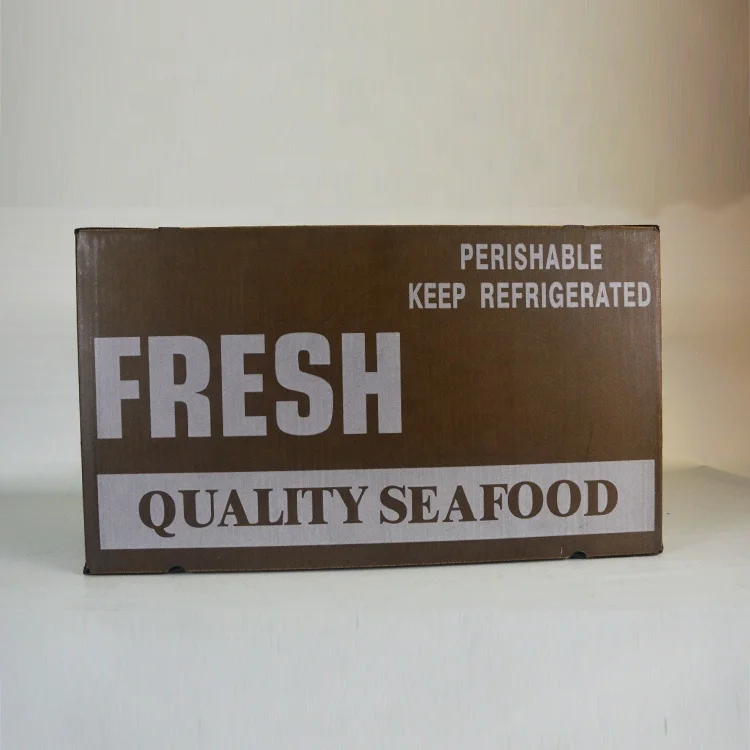 PERISHABLE
KEEP REFRIGERATED
FRESH
QUALITY SEAFOOD